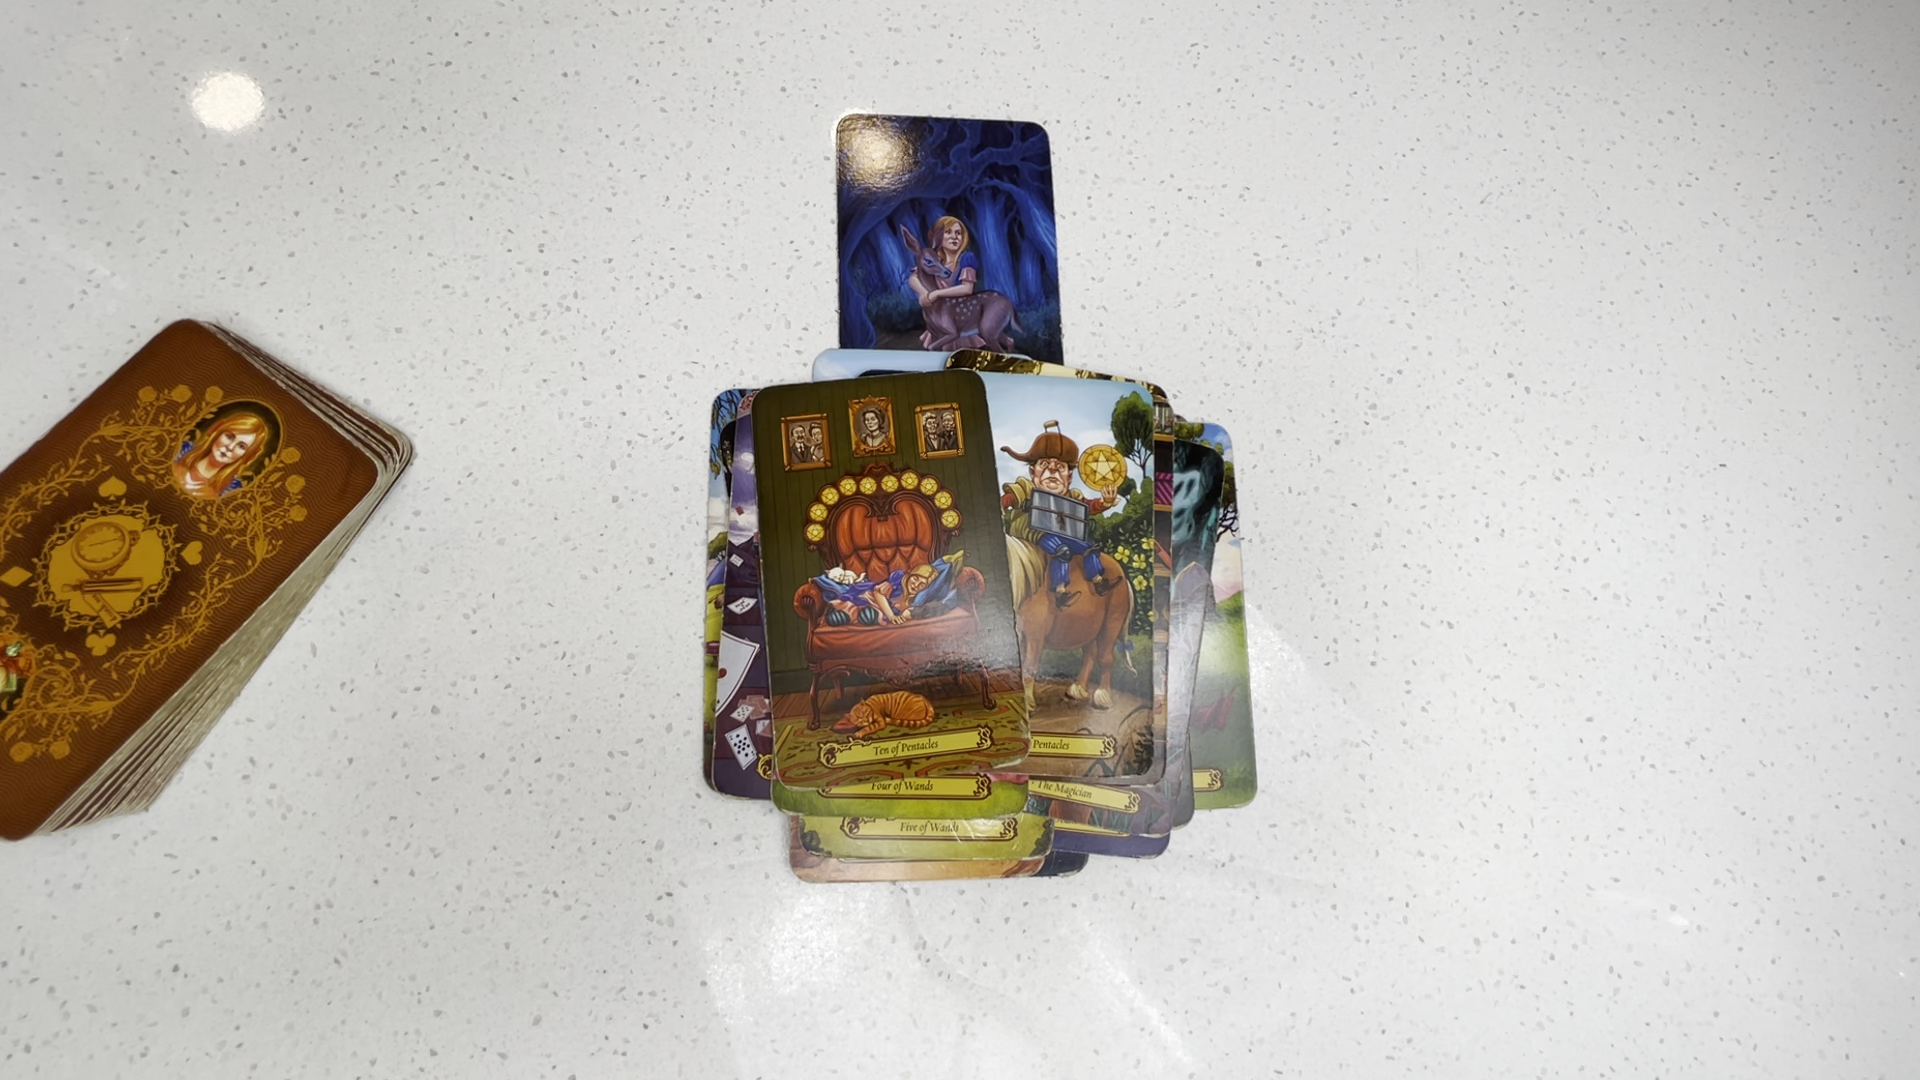 Ten of Pentacles
Pentacles
Four of Wands
The Magician
Five of Wands